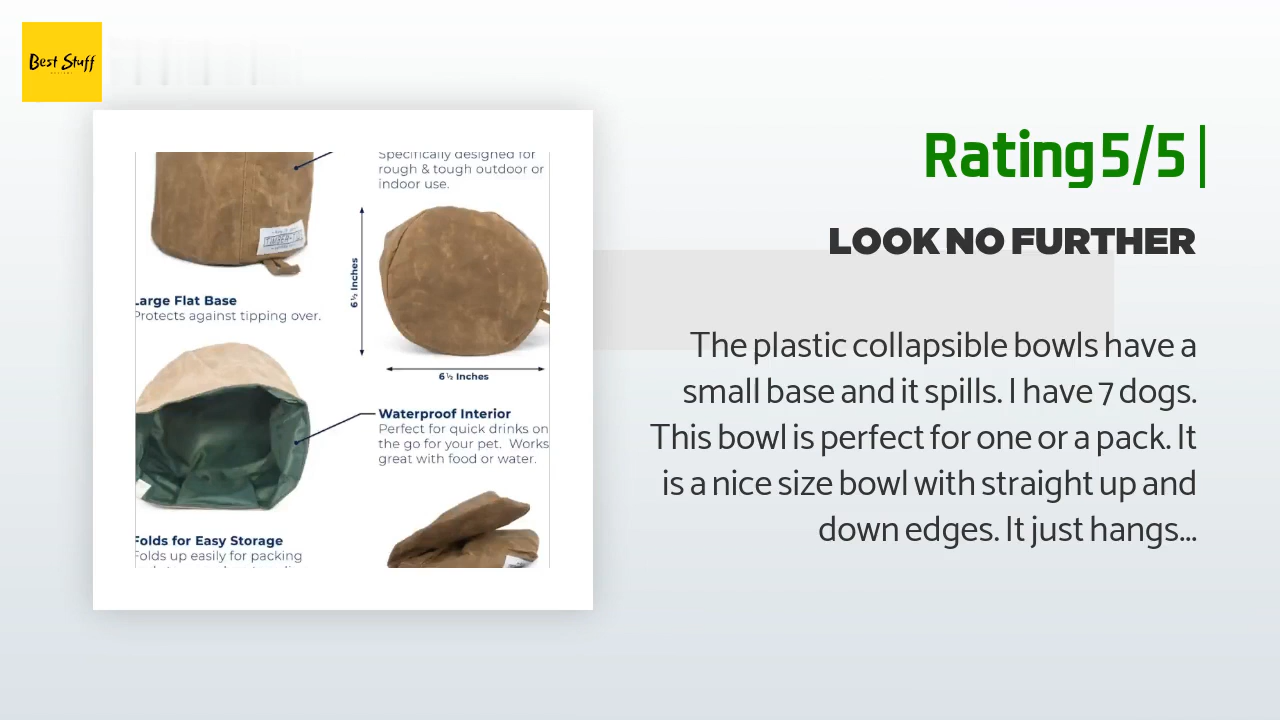 Best Stuff
Rating 5/5
LOOK NO FURTHER
The plastic collapsible bowls have a
small base and it spills. I have 7 dogs.
This bowl is perfect for one or a pack. It
is a nice size bowl with straight up and
down edges. It just hangs...
Specifically designed for
rough & tough outdoor or
indoor use.
6½ Inches
Large Flat Base
Protects against tipping over.
6½ Inches
Waterproof Interior
Perfect for quick drinks on
the go for your pet. Works
great with food or water.
Folds for Easy Storage
Folds up easily for packing